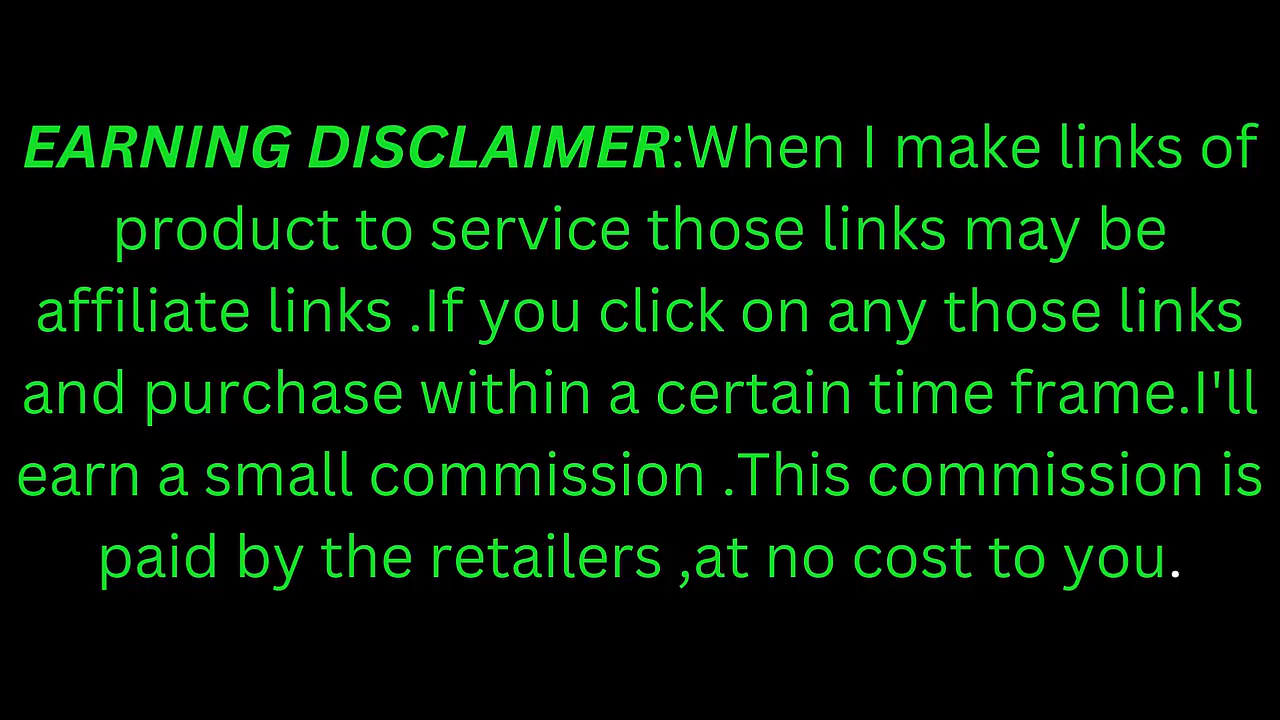 EARNING DISCLAIMER:When I make links of
product to service those links may be
affiliate links .If you click on any those links
and purchase within a certain time frame.I'll
earn a small commission .This commission is
paid by the retailers ,at no cost to you.